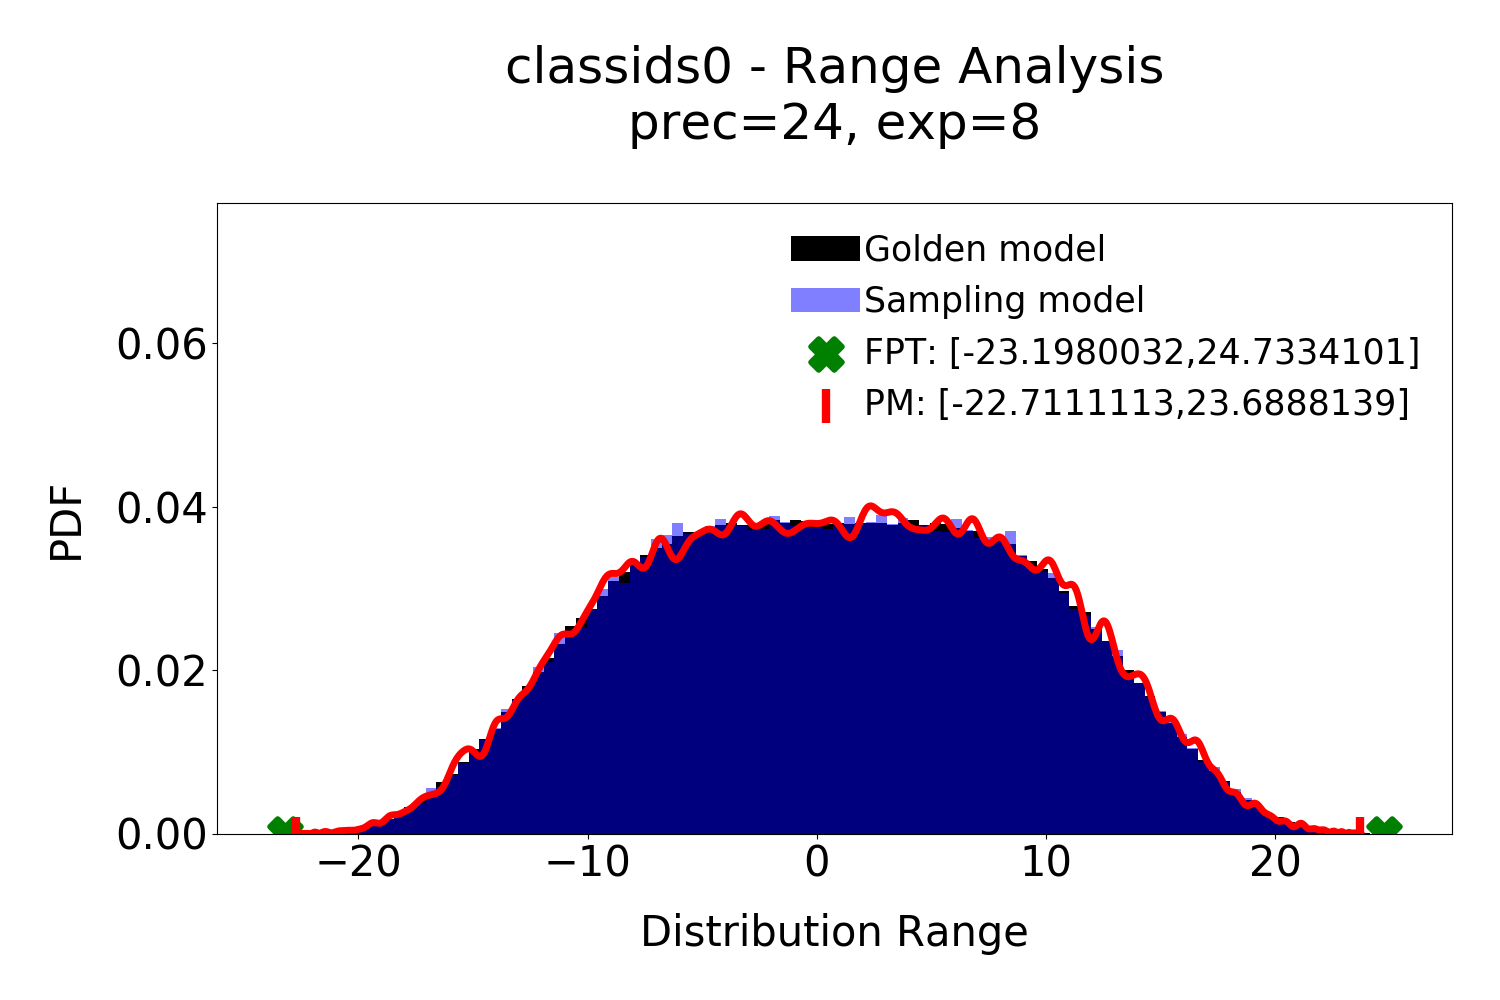 classids0 - Range Analysis
prec=24, exp=8
Golden model
Sampling model
FPT: [-23.1980032,24.7334101]
PM: [-22.7111113,23.6888139]
PDF
0.06
0.04
0.02
0.00
−20 −10 0 10 20
Distribution Range